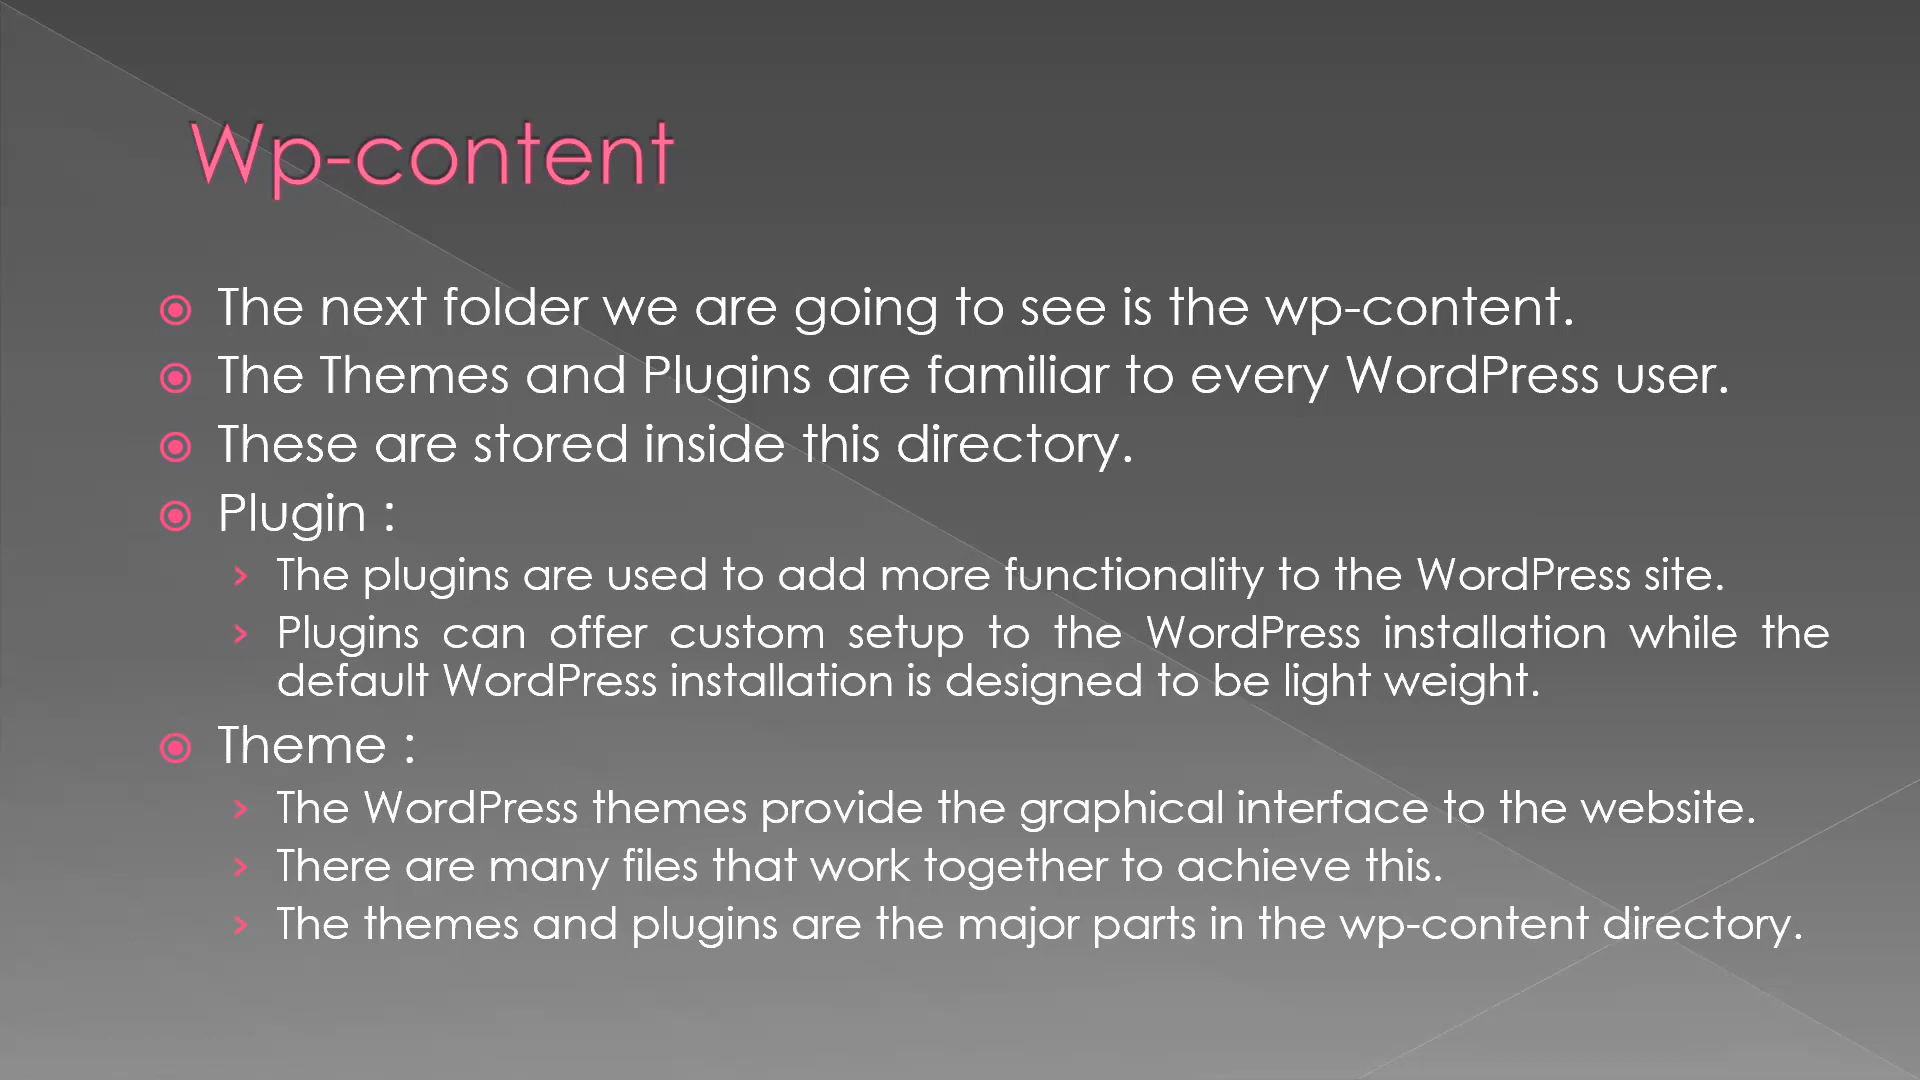 Wp-content
The next folder we are going to see is the wp-content.
The Themes and Plugins are familiar to every WordPress user.
These are stored inside this directory.
Plugin :
The plugins are used to add more functionality to the WordPress site.
Plugins can offer custom setup to the WordPress installation while the
default WordPress installation is designed to be light weight.
Theme :
The WordPress themes provide the graphical interface to the website.
There are many files that work together to achieve this.
The themes and plugins are the major parts in the wp-content directory.